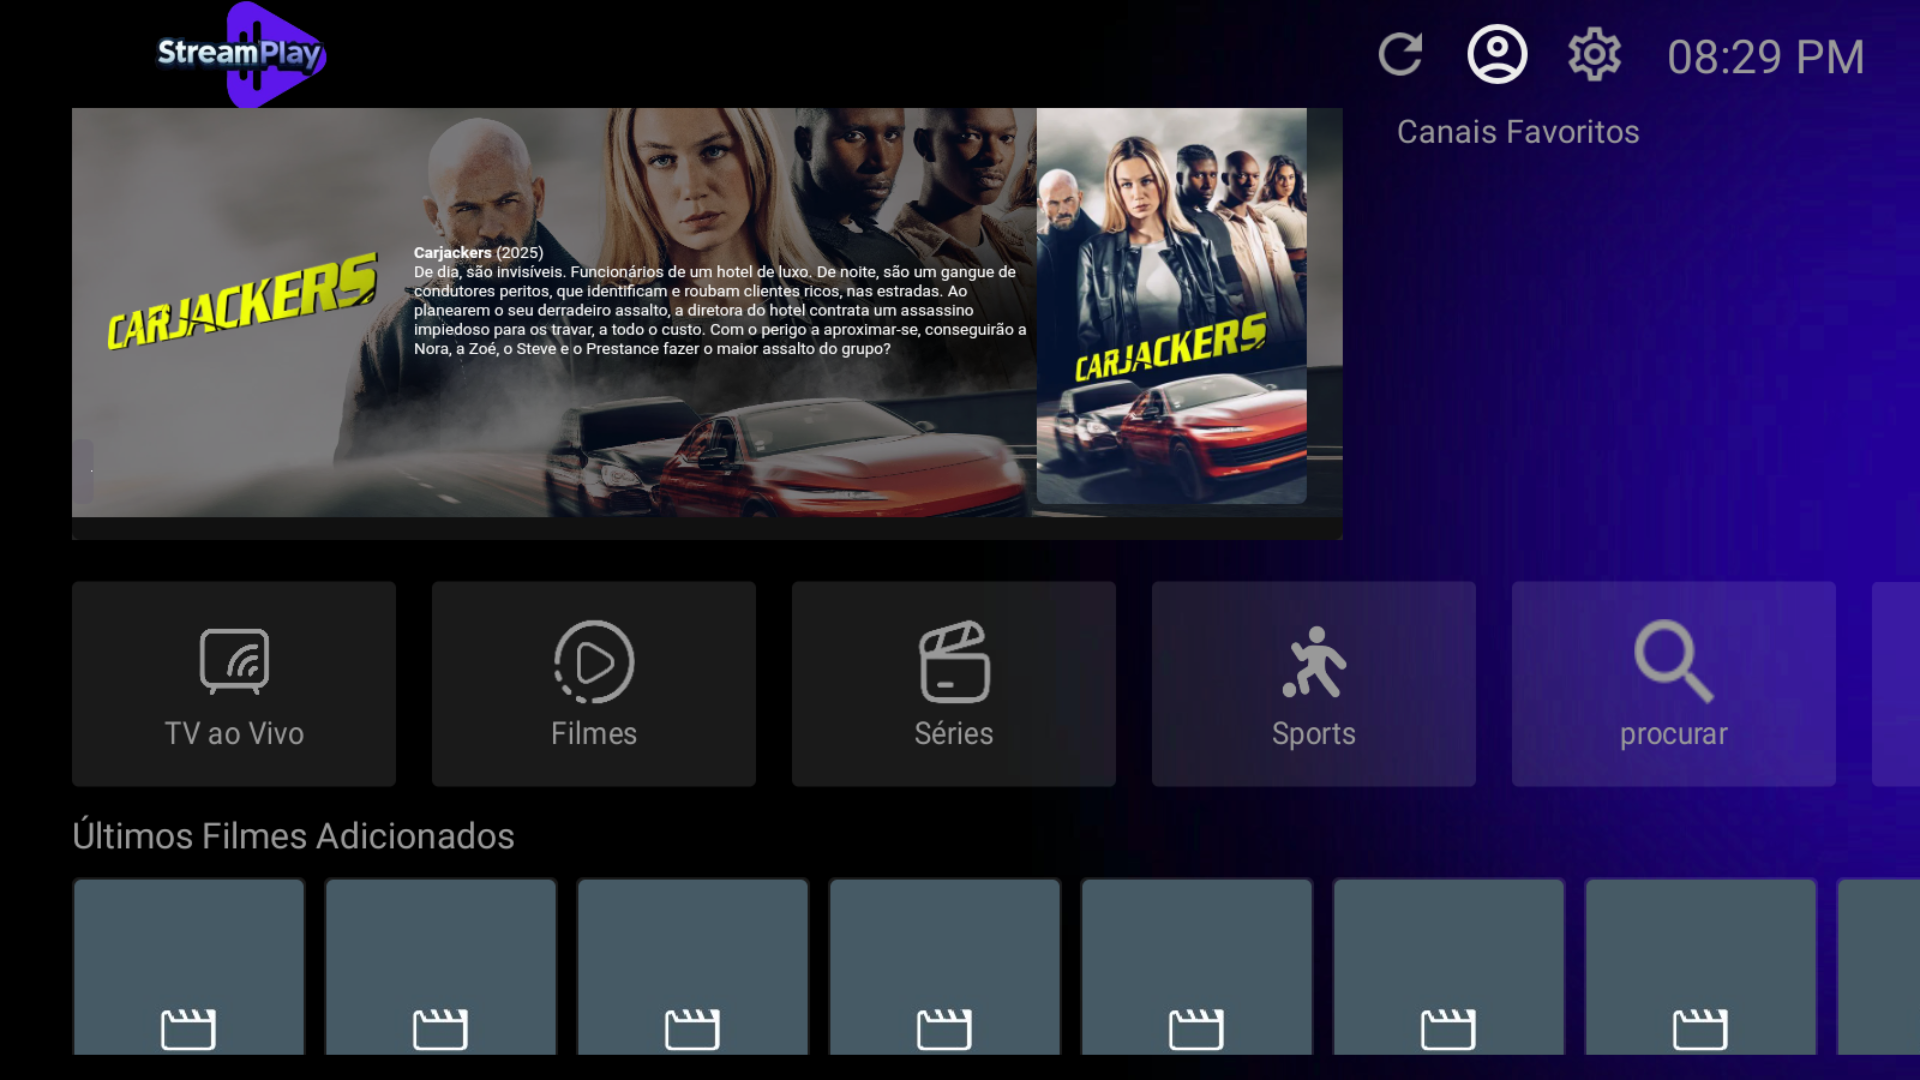 StreamPlay
08:29 PM
Canais Favoritos
CARJACKERS
Carjackers (2025)
De dia, são invisíveis. Funcionários de um hotel de luxo. De noite, são um gangue de
condutores peritos, que identificam e roubam clientes ricos, nas estradas. Ao
planearem o seu derradeiro assalto, a diretora do hotel contrata um assassino
impiedoso para os travar, a todo o custo. Com o perigo a aproximar-se, conseguirão a
Nora, a Zoé, o Steve e o Prestance fazer o maior assalto do grupo?
CARJACKERS
TV ao Vivo
Filmes
Séries
Sports
procurar
Últimos Filmes Adicionados